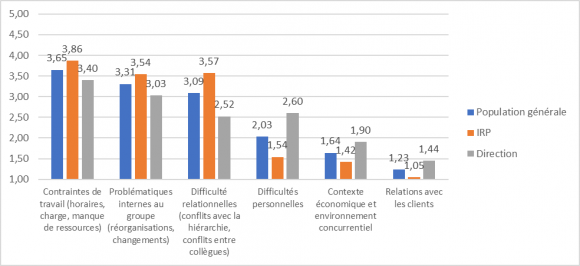 5,00
4,50
4,00
3,50
3,00
2,50
2,00
1,50
1,00
3,65
3,86
3,40
3,31
3,54
3,03
3,09
3,57
2,52
2,03
1,54
2,60
1,64
1,42
1,90
1,23
1,05
1,44
Contraintes de
travail (horaires,
charge, manque
de ressources)
Problématiques
internes au
groupe
(réorganisations,
changements)
Difficulté
relationnelles
(conflits avec la
hiérarchie,
conflits entre
collègues)
Difficultés
personnelles
Contexte
économique et
environnement
concurrentiel
Relations avec
les clients
Population générale
IRP
Direction